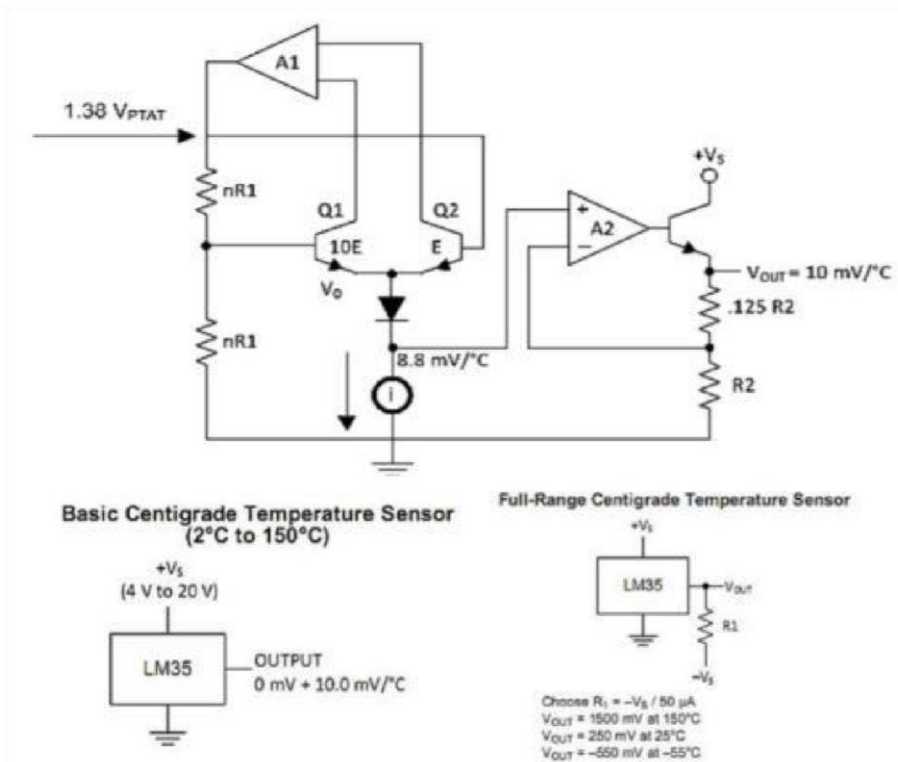 A1
1.38 VPTAT
nR1
Q1
Q2
10E
E
V0
nR1
8.8 mV/°C
i
+VS
A2
+
−
VOUT = 10 mV/°C
.125 R2
R2
Basic Centigrade Temperature Sensor
(2°C to 150°C)
+VS
(4 V to 20 V)
LM35
OUTPUT
0 mV + 10.0 mV/°C
Full-Range Centigrade Temperature Sensor
+VS
LM35
VOUT
R1
−VS
Choose R1 = −VS / 50 µA
VOUT = 1500 mV at 150°C
VOUT = 250 mV at 25°C
VOUT = −550 mV at −55°C